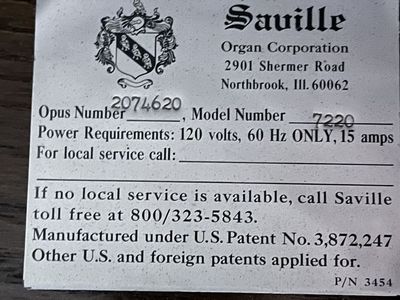 Saville
Organ Corporation
2901 Shermer Road
Northbrook, Ill. 60062
Opus Number 2074620, Model Number 7220
Power Requirements: 120 volts, 60 Hz ONLY, 15 amps
For local service call:
If no local service is available, call Saville
toll free at 800/323-5843.
Manufactured under U.S. Patent No. 3,872,247
Other U.S. and foreign patents applied for.
P/N 3454